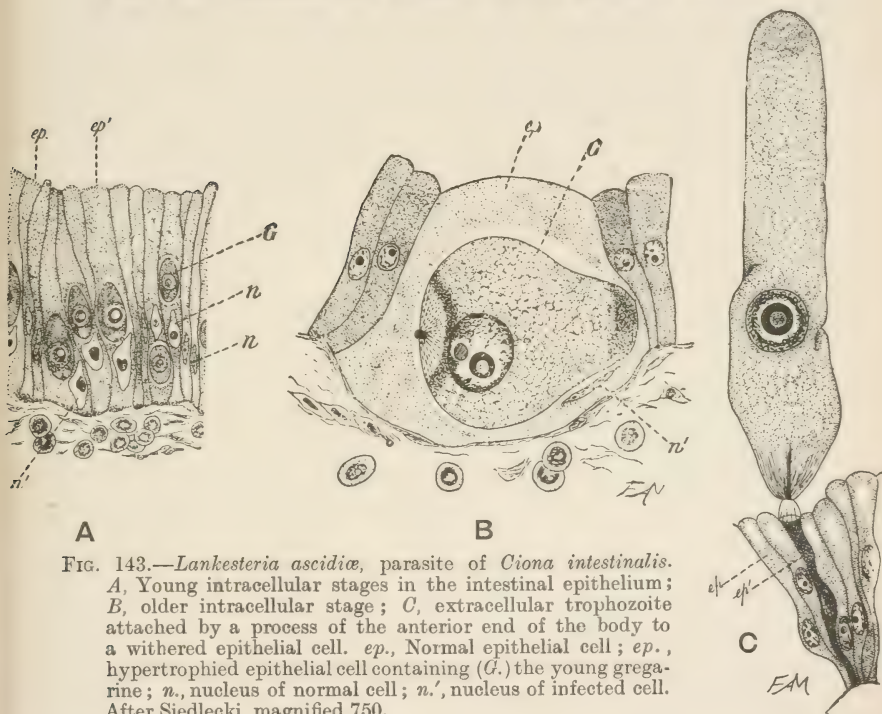 ep.
ep'
G
n
n
n.'
A
ep
G
n'
B
ep
ep'
C
FIG. 143.—Lankesteria ascidiæ, parasite of Ciona intestinalis.
A, Young intracellular stages in the intestinal epithelium;
B, older intracellular stage; C, extracellular trophozoite
attached by a process of the anterior end of the body to
a withered epithelial cell. ep., Normal epithelial cell; ep. ,
hypertrophied epithelial cell containing (G.) the young grega-
rine; n., nucleus of normal cell; n.', nucleus of infected cell.
After Siedlecki, magnified 750.